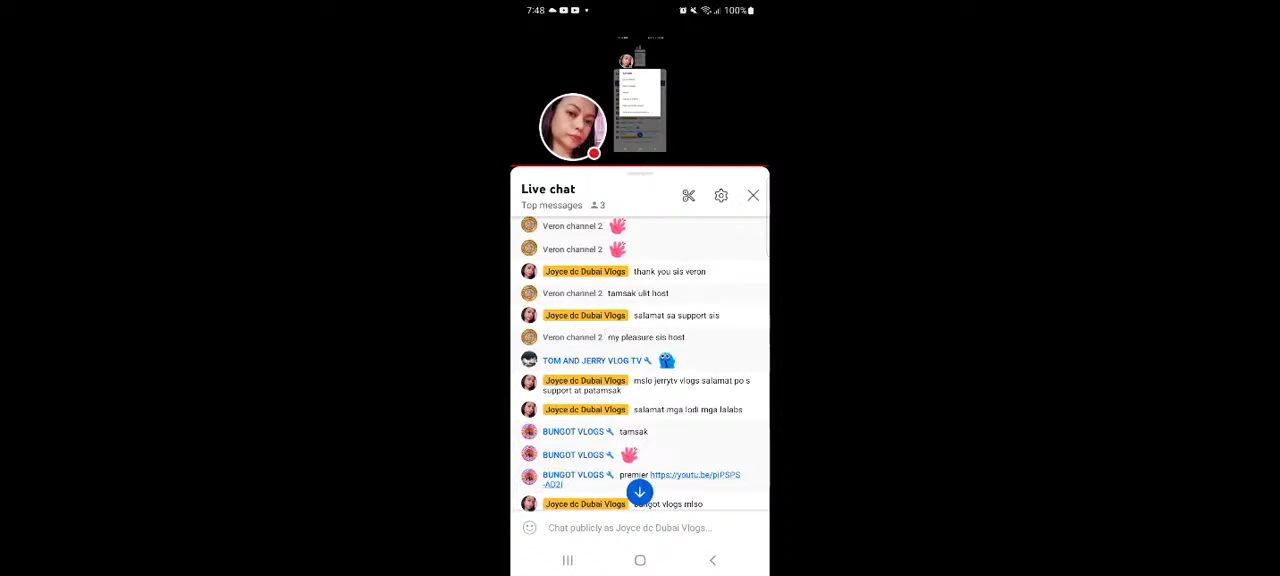 7:48
100%
Live chat
Top messages 3
Veron channel 2
Veron channel 2
Joyce dc Dubai Vlogs thank you sis veron
Veron channel 2 tamsak ulit host
Joyce dc Dubai Vlogs salamat sa support sis
Veron channel 2 my pleasure sis host
TOM AND JERRY VLOG TV
Joyce dc Dubai Vlogs mslo jerrytv vlogs salamat po s
support at patamsak
Joyce dc Dubai Vlogs salamat mga lodi mga lalabs
BUNGOT VLOGS tamsak
BUNGOT VLOGS
BUNGOT VLOGS premier https://youtu.be/piPSPS
-AD2I
Joyce dc Dubai Vlogs bungot vlogs mlso
Chat publicly as Joyce dc Dubai Vlogs...